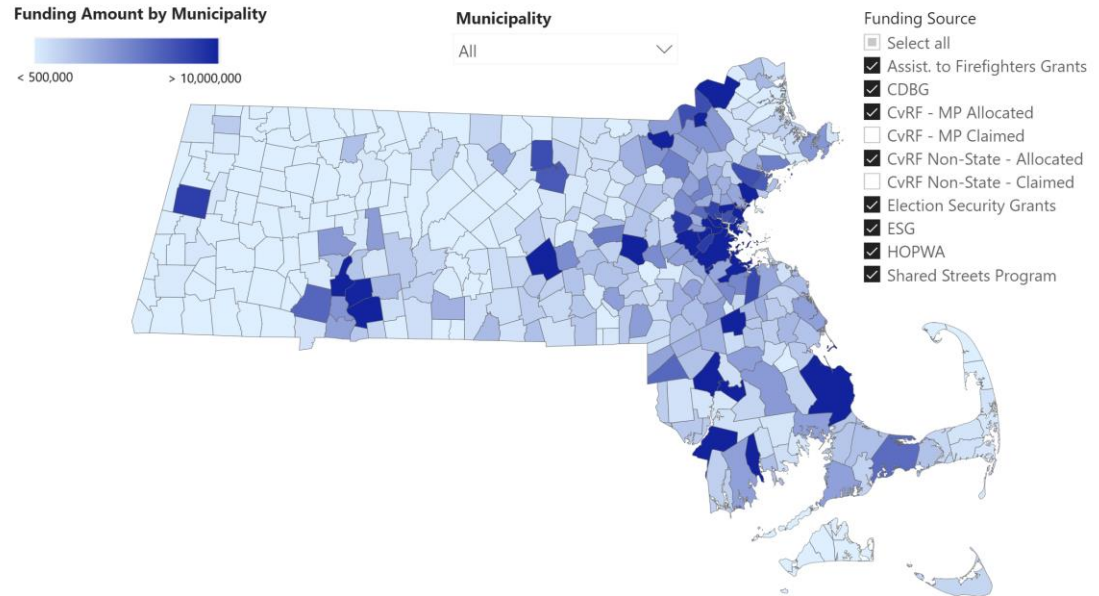 Funding Amount by Municipality
< 500,000
> 10,000,000
Municipality
All
Funding Source
Select all
Assist. to Firefighters Grants
CDBG
CvRF - MP Allocated
CvRF - MP Claimed
CvRF Non-State - Allocated
CvRF Non-State - Claimed
Election Security Grants
ESG
HOPWA
Shared Streets Program